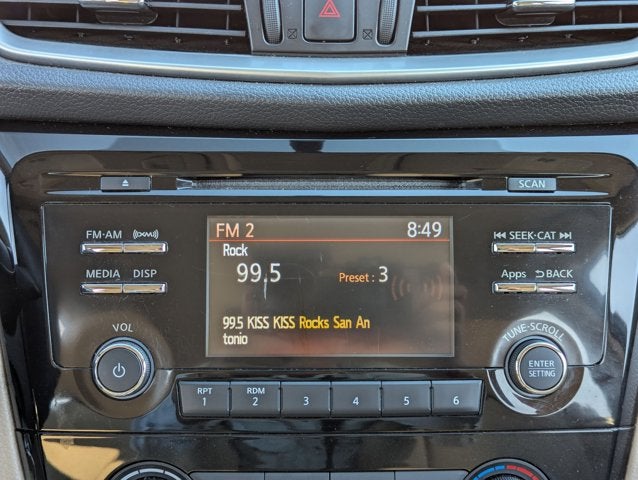 SCAN
FM·AM ((XM))
SEEK·CAT
MEDIA DISP
Apps BACK
FM 2 8:49
Rock
99.5 Preset : 3
99.5 KISS KISS Rocks San An
tonio
VOL
TUNE·SCROLL
ENTER
SETTING
RPT RDM
1 2 3 4 5 6